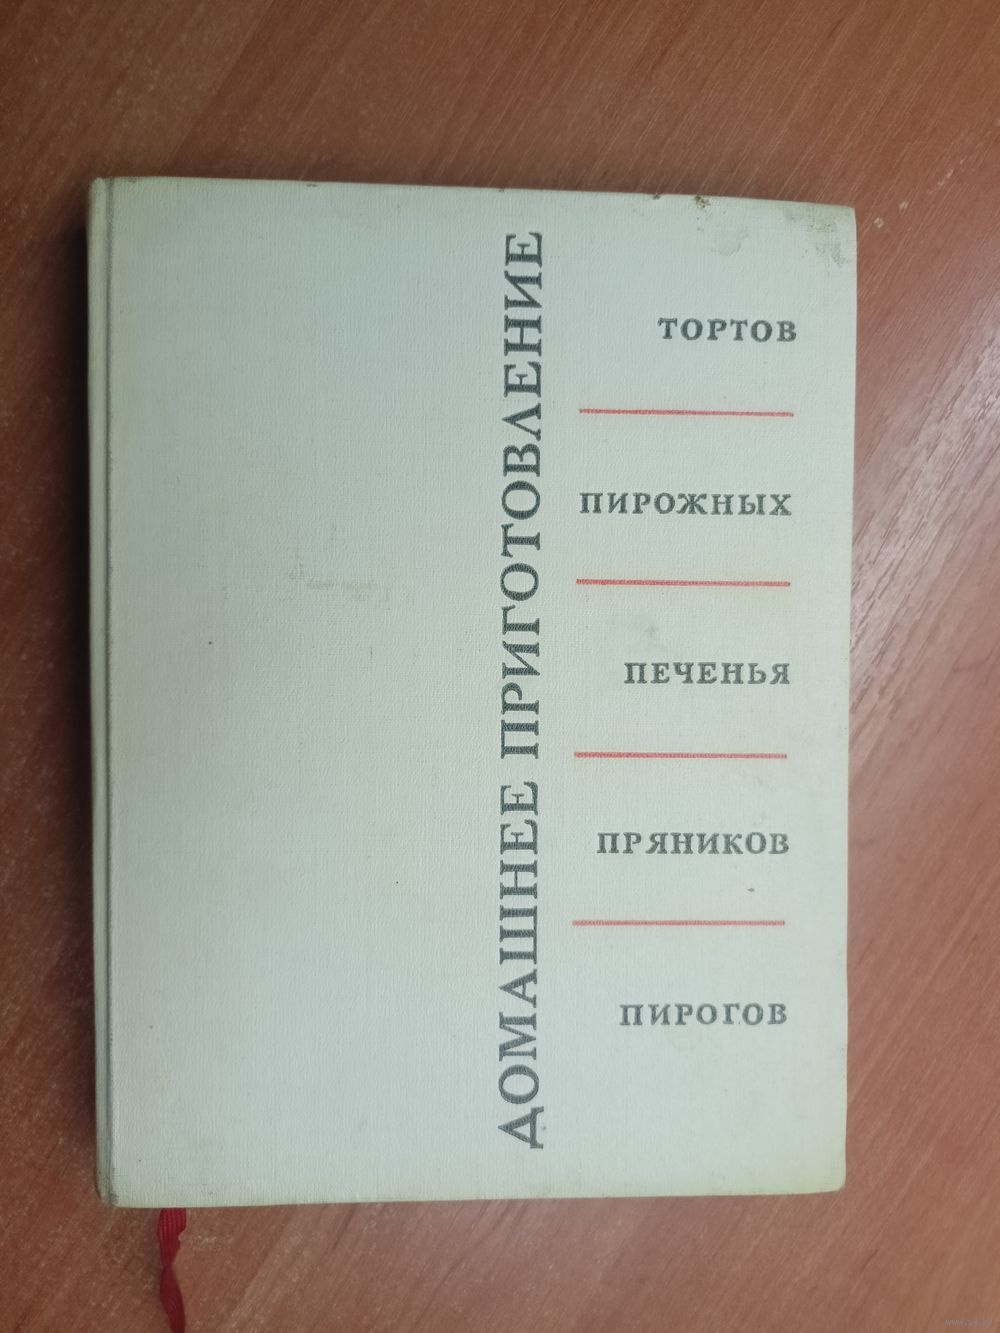 ДОМАШНЕЕ ПРИГОТОВЛЕНИЕ
ТОРТОВ
ПИРОЖНЫХ
ПЕЧЕНЬЯ
ПРЯНИКОВ
ПИРОГОВ